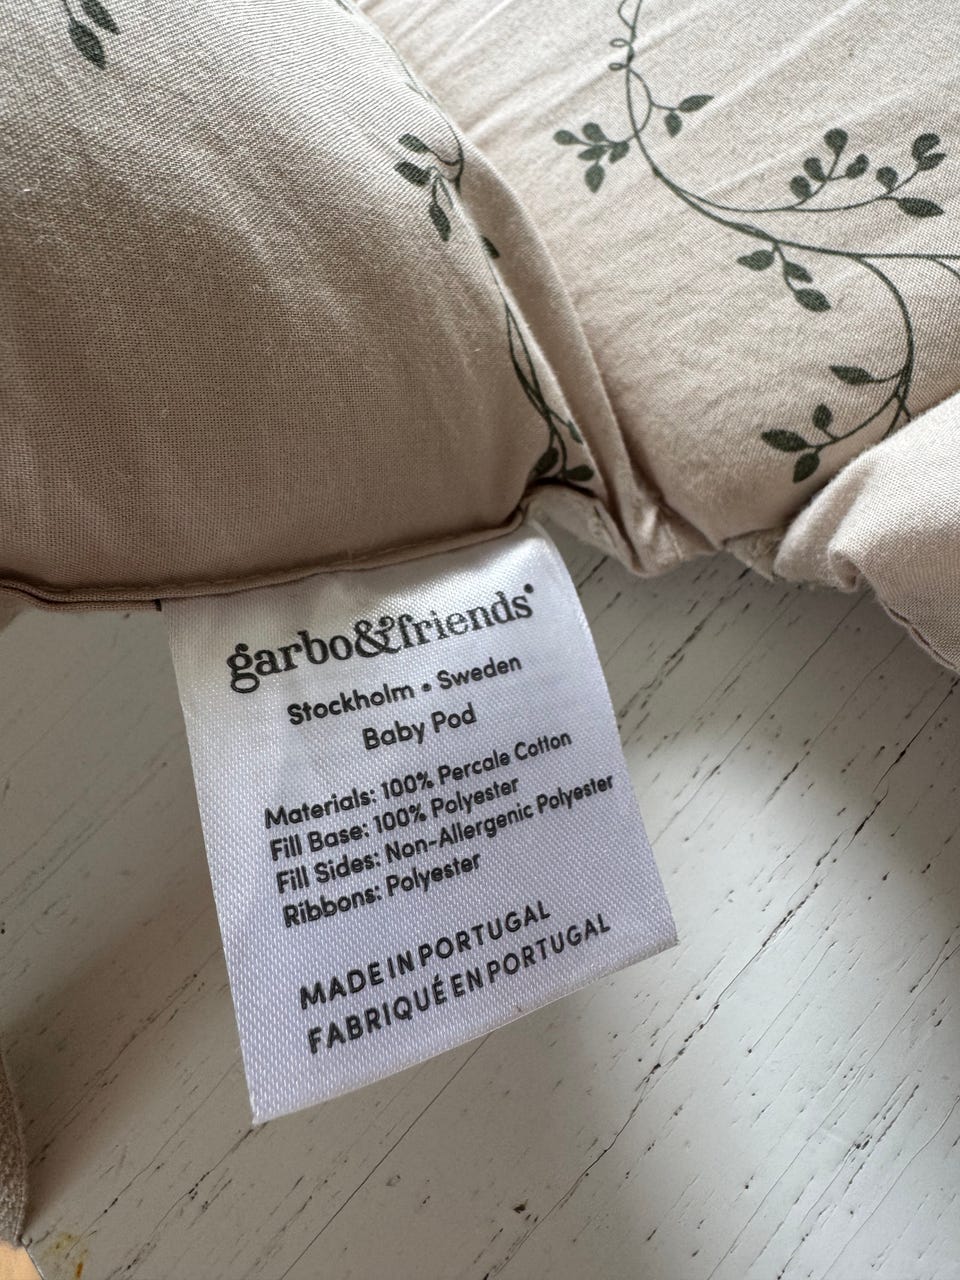 garbo&friends
Stockholm • Sweden
Baby Pod
Materials: 100% Percale Cotton
Fill Base: 100% Polyester
Fill Sides: Non-Allergenic Polyester
Ribbons: Polyester
MADE IN PORTUGAL
FABRIQUÉ EN PORTUGAL